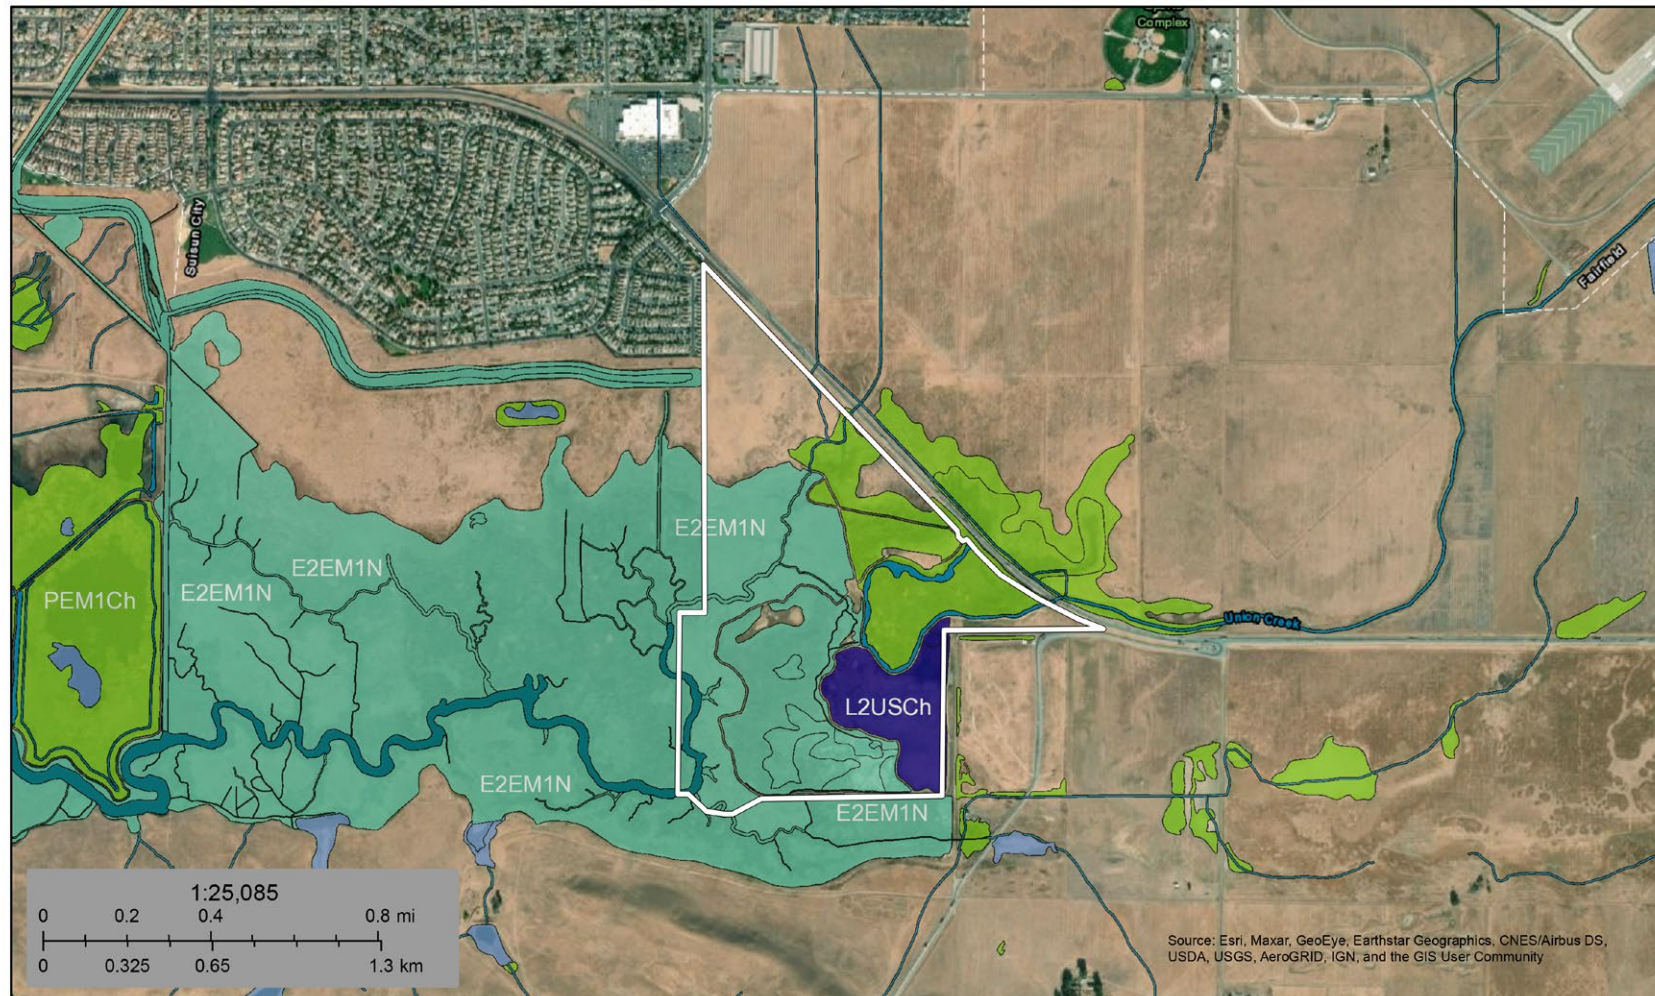 Complex
Suisun City
Fairfield
E2EM1N
E2EM1N
E2EM1N
PEM1Ch
Union Creek
L2USCh
E2EM1N
E2EM1N
1:25,085
0 0.2 0.4 0.8 mi
0 0.325 0.65 1.3 km
Source: Esri, Maxar, GeoEye, Earthstar Geographics, CNES/Airbus DS,
USDA, USGS, AeroGRID, IGN, and the GIS User Community